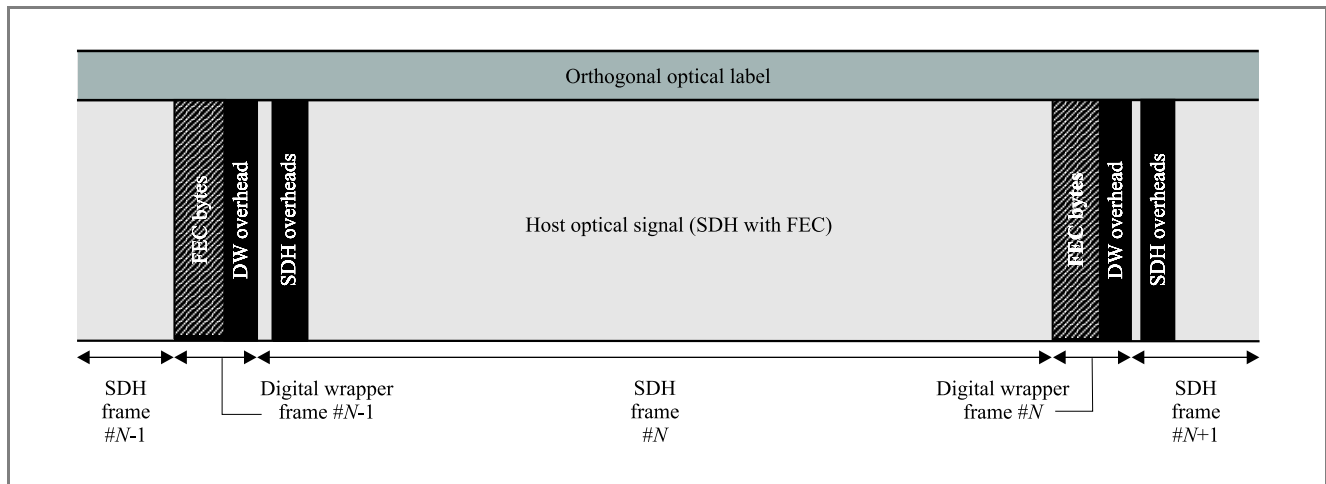 Orthogonal optical label
FEC bytes
DW overhead
SDH overheads
Host optical signal (SDH with FEC)
FEC bytes
DW overhead
SDH overheads
SDH
frame
#N-1
Digital wrapper
frame #N-1
SDH
frame
#N
Digital wrapper
frame #N
SDH
frame
#N+1